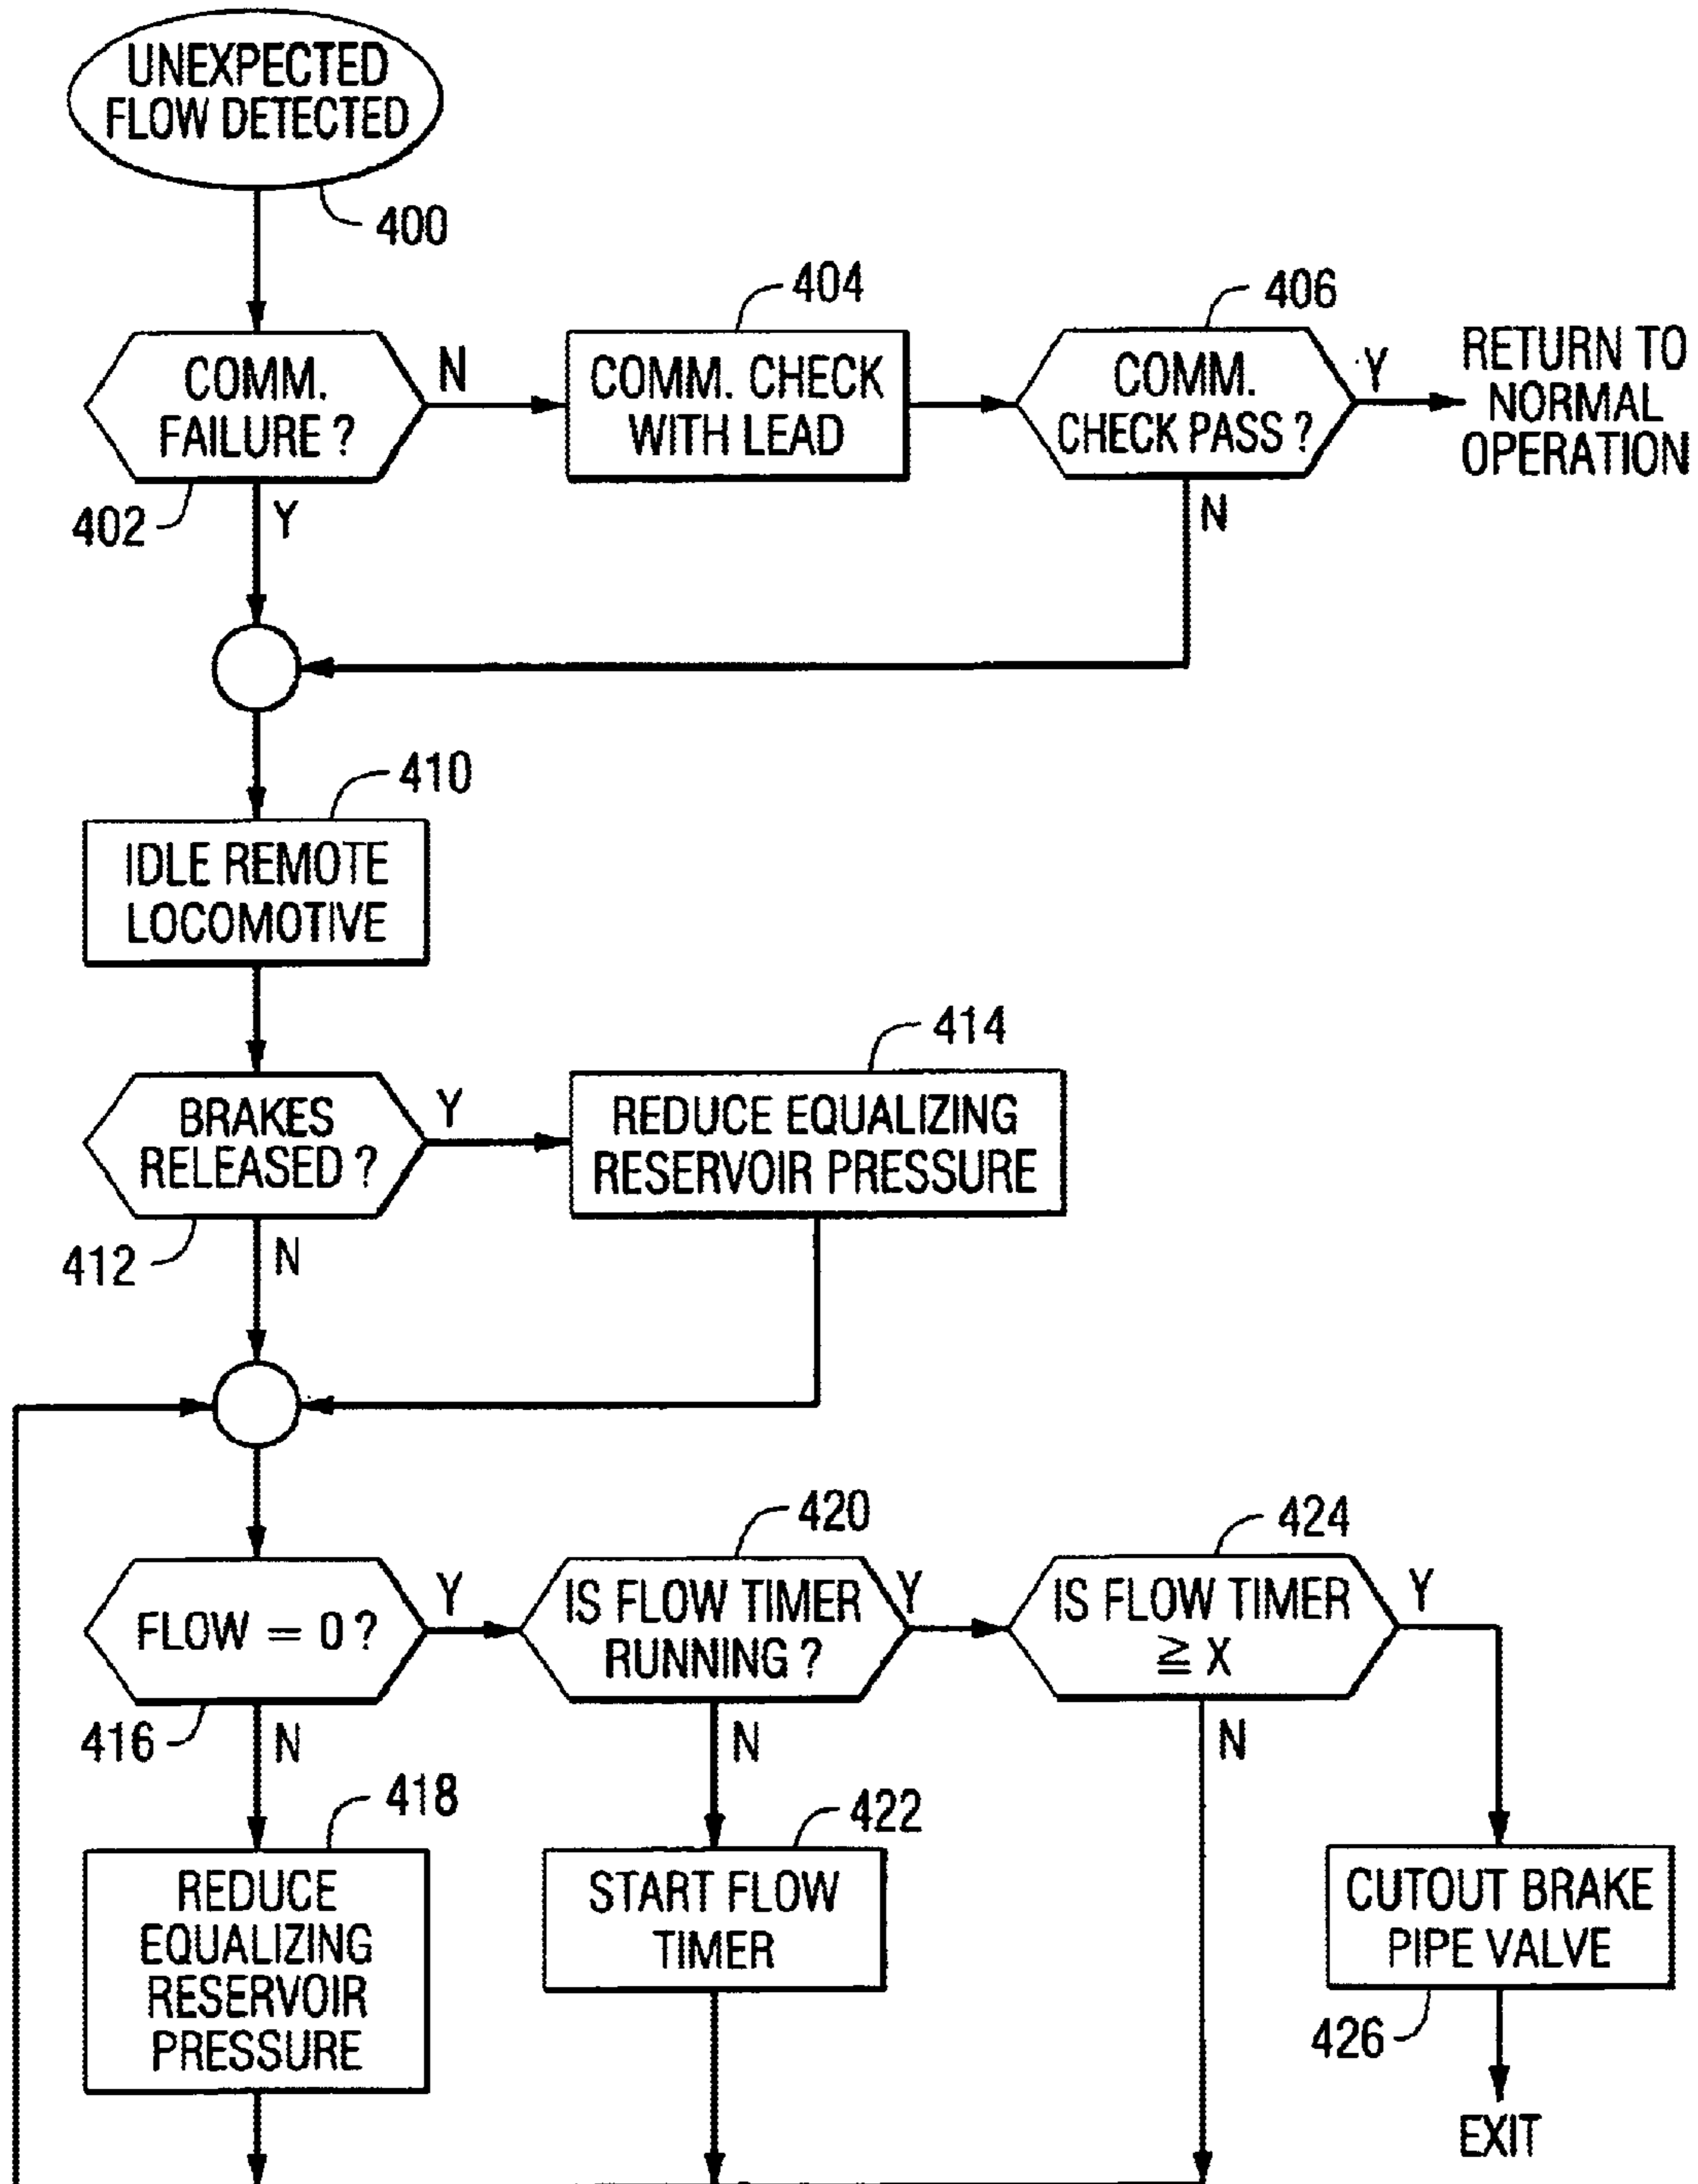 UNEXPECTED
FLOW DETECTED
400
COMM.
FAILURE ?
402
N
Y
404
COMM. CHECK
WITH LEAD
406
COMM.
CHECK PASS ?
Y
N
RETURN TO
NORMAL
OPERATION
410
IDLE REMOTE
LOCOMOTIVE
BRAKES
RELEASED ?
412
Y
N
414
REDUCE EQUALIZING
RESERVOIR PRESSURE
FLOW = 0 ?
416
Y
N
420
IS FLOW TIMER
RUNNING ?
Y
N
424
IS FLOW TIMER
≧ X
Y
N
418
REDUCE
EQUALIZING
RESERVOIR
PRESSURE
422
START FLOW
TIMER
CUTOUT BRAKE
PIPE VALVE
426
EXIT